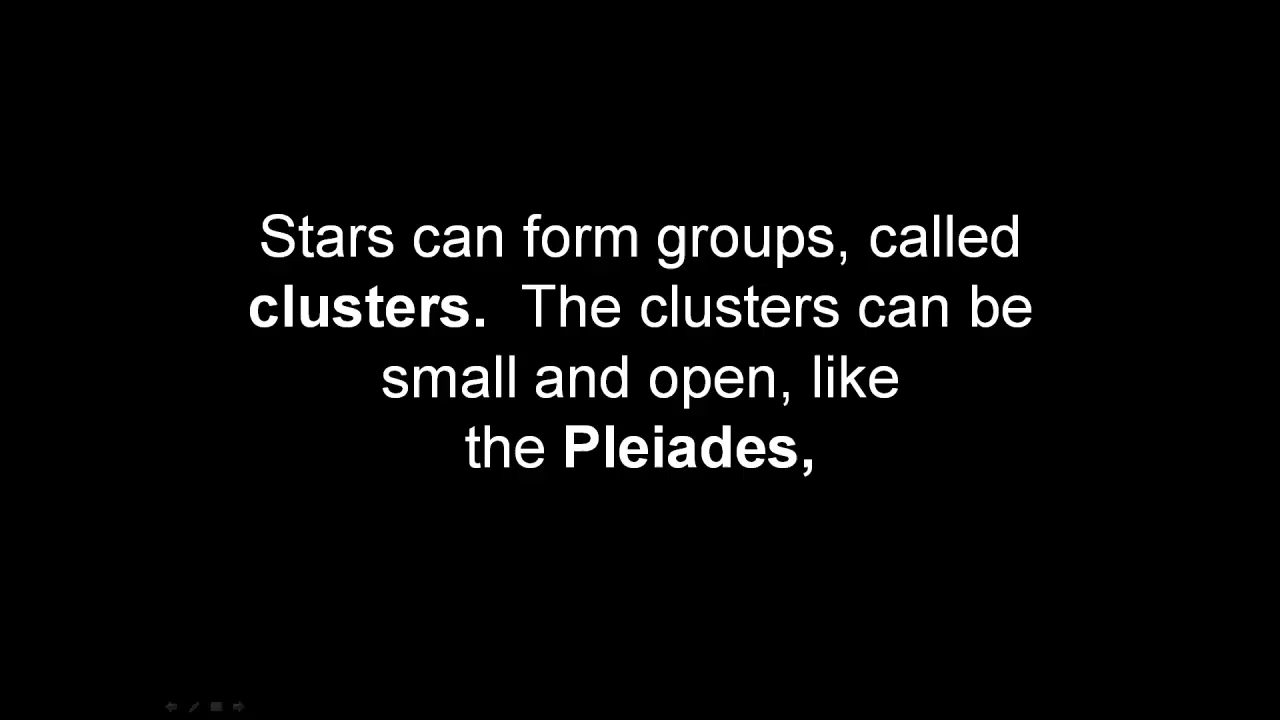 Stars can form groups, called
clusters.  The clusters can be
small and open, like
the Pleiades,